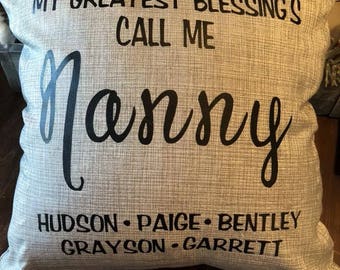 MY GREATEST BLESSINGS
CALL ME
Nanny
HUDSON • PAIGE • BENTLEY
GRAYSON • GARRETT